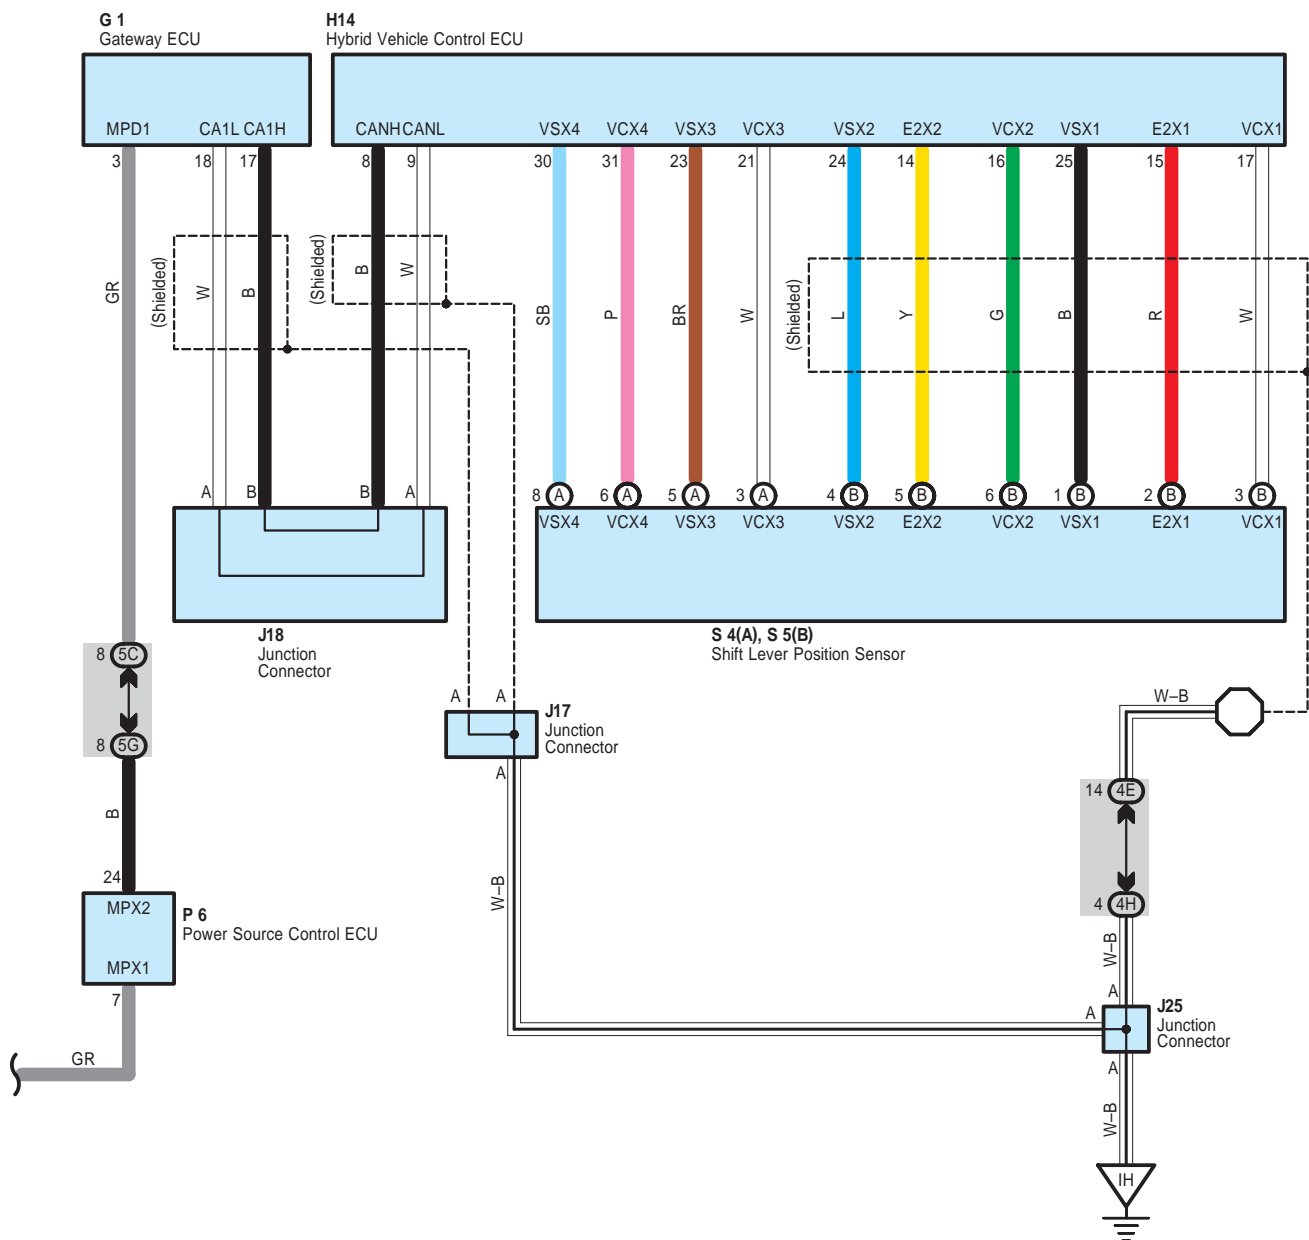 G 1
Gateway ECU
H14
Hybrid Vehicle Control ECU
MPD1 CA1L CA1H CANH CANL VSX4 VCX4 VSX3 VCX3 VSX2 E2X2 VCX2 VSX1 E2X1 VCX1
3 18 17 8 9 30 31 23 21 24 14 16 25 15 17
GR (Shielded) W B (Shielded) B W SB P BR W (Shielded) L Y G B R W
A B B A 8 A 6 A 5 A 3 A 4 B 5 B 6 B 1 B 2 B 3 B
VSX4 VCX4 VSX3 VCX3 VSX2 E2X2 VCX2 VSX1 E2X1 VCX1
J18
Junction
Connector
S 4(A), S 5(B)
Shift Lever Position Sensor
8 5C
A A
J17
Junction
Connector
W–B
8 5G
A
14 4E
B
24
MPX2
P 6
Power Source Control ECU
W–B
4 4H
W–B
MPX1
7
A
A
J25
Junction
Connector
GR
A
W–B
IH